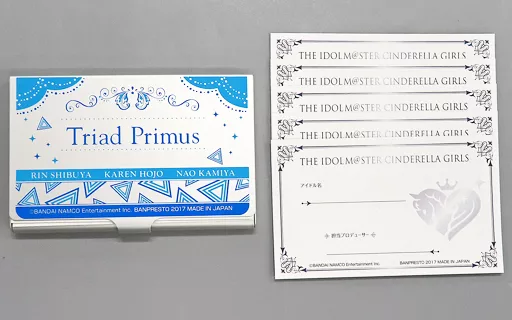 Triad Primus
RIN SHIBUYA KAREN HOJO NAO KAMIYA
©BANDAI NAMCO Entertainment Inc. BANPRESTO 2017 MADE IN JAPAN
THE IDOLM@STER CINDERELLA GIRLS
THE IDOLM@STER CINDERELLA GIRLS
THE IDOLM@STER CINDERELLA GIRLS
THE IDOLM@STER CINDERELLA GIRLS
THE IDOLM@STER CINDERELLA GIRLS
アイドル名
担当プロデューサー
©BANDAI NAMCO Entertainment Inc. BANPRESTO 2017 MADE IN JAPAN